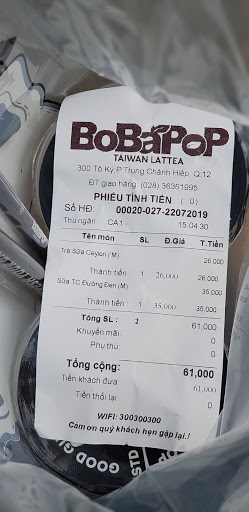 BoBaPoP
TAIWAN LATTEA
300 Tô Ký P Trung Chánh Hiệp, Q.12
ĐT giao hàng (028) 36361995
PHIẾU TÍNH TIỀN ( 0 )
Số HĐ: 00020-027-22072019
Thu ngân CA1 15:04:30
Tên món SL Đ.Giá T.Tiền
Trà Sữa Ceylon (M) 26.000
Thành tiền 1 26,000 26.000
Sữa TC Đường Đen (M) 35.000
Thành tiền 1 35,000 35.000
Tổng SL : 2 61.000
Khuyến mãi: 0
Phụ thu: 0
Tổng cộng: 61,000
Tiền khách đưa 61,000
Tiền thối lại 0
WIFI: 300300300
Cam on quý khách hẹn gặp lại./
GOOD